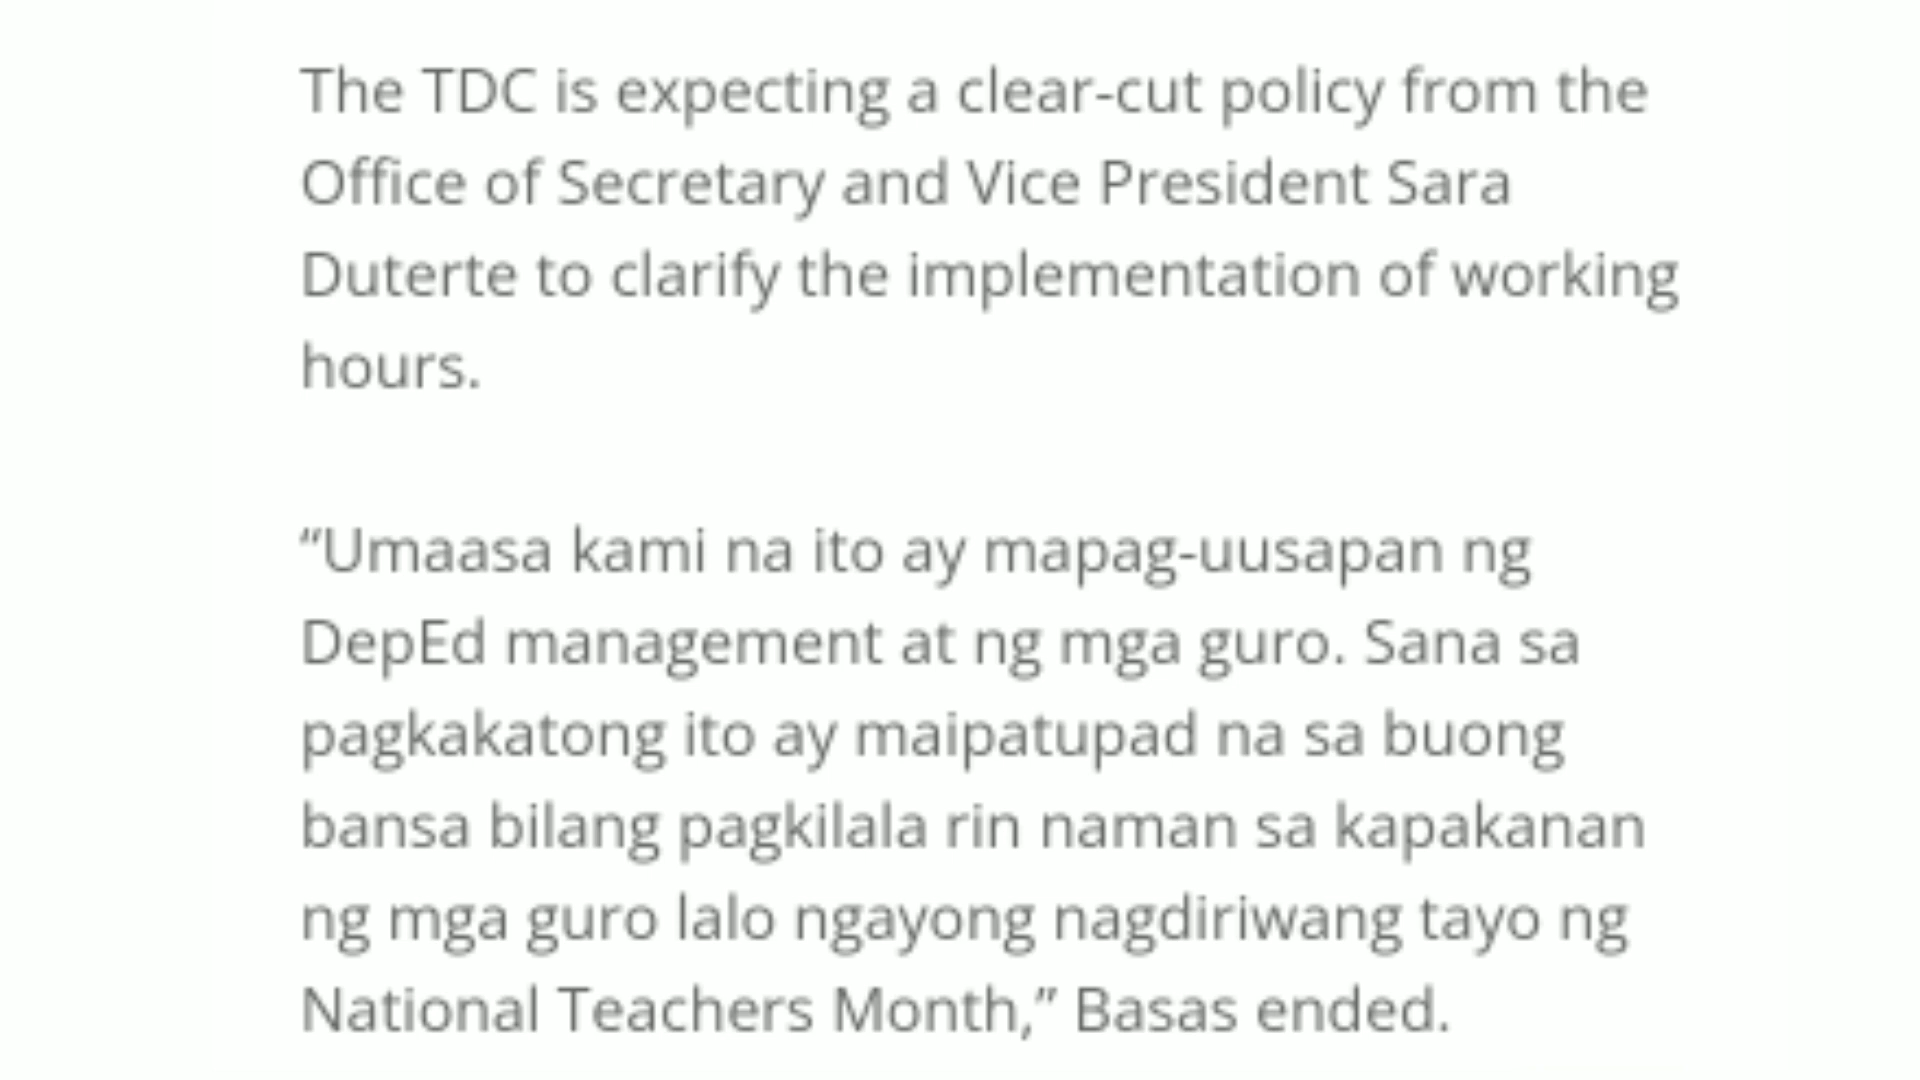 The TDC is expecting a clear-cut policy from the
Office of Secretary and Vice President Sara
Duterte to clarify the implementation of working
hours.
“Umaasa kami na ito ay mapag-uusapan ng
DepEd management at ng mga guro. Sana sa
pagkakatong ito ay maipatupad na sa buong
bansa bilang pagkilala rin naman sa kapakanan
ng mga guro lalo ngayong nagdiriwang tayo ng
National Teachers Month,” Basas ended.